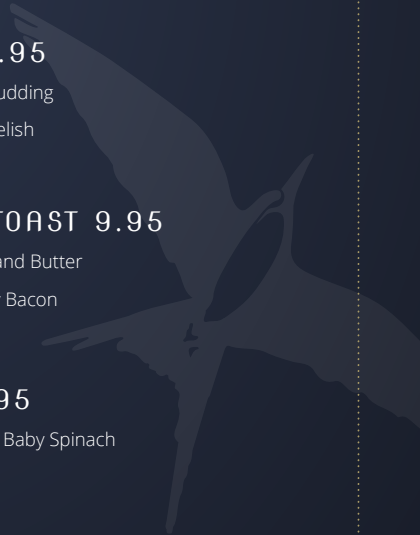 .95
udding
elish
TOAST 9.95
and Butter
Bacon
95
Baby Spinach